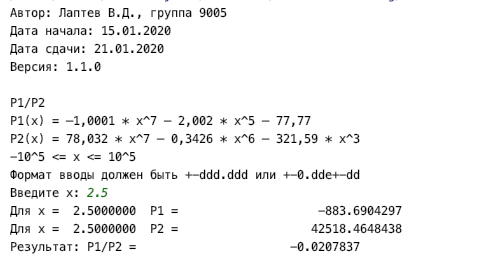 Автор: Лаптев В.Д., группа 9005
Дата начала: 15.01.2020
Дата сдачи: 21.01.2020
Версия: 1.1.0
P1/P2
P1(x) = −1,0001 * x^7 − 2,002 * x^5 − 77,77
P2(x) = 78,032 * x^7 − 0,3426 * x^6 − 321,59 * x^3
−10^5 <= x <= 10^5
Формат вводы должен быть +−ddd.ddd или +−0.dde+−dd
Введите x: 2.5
Для x =  2.5000000  P1 =                   −883.6904297
Для x =  2.5000000  P2 =                  42518.4648438
Результат: P1/P2 =                      −0.0207837